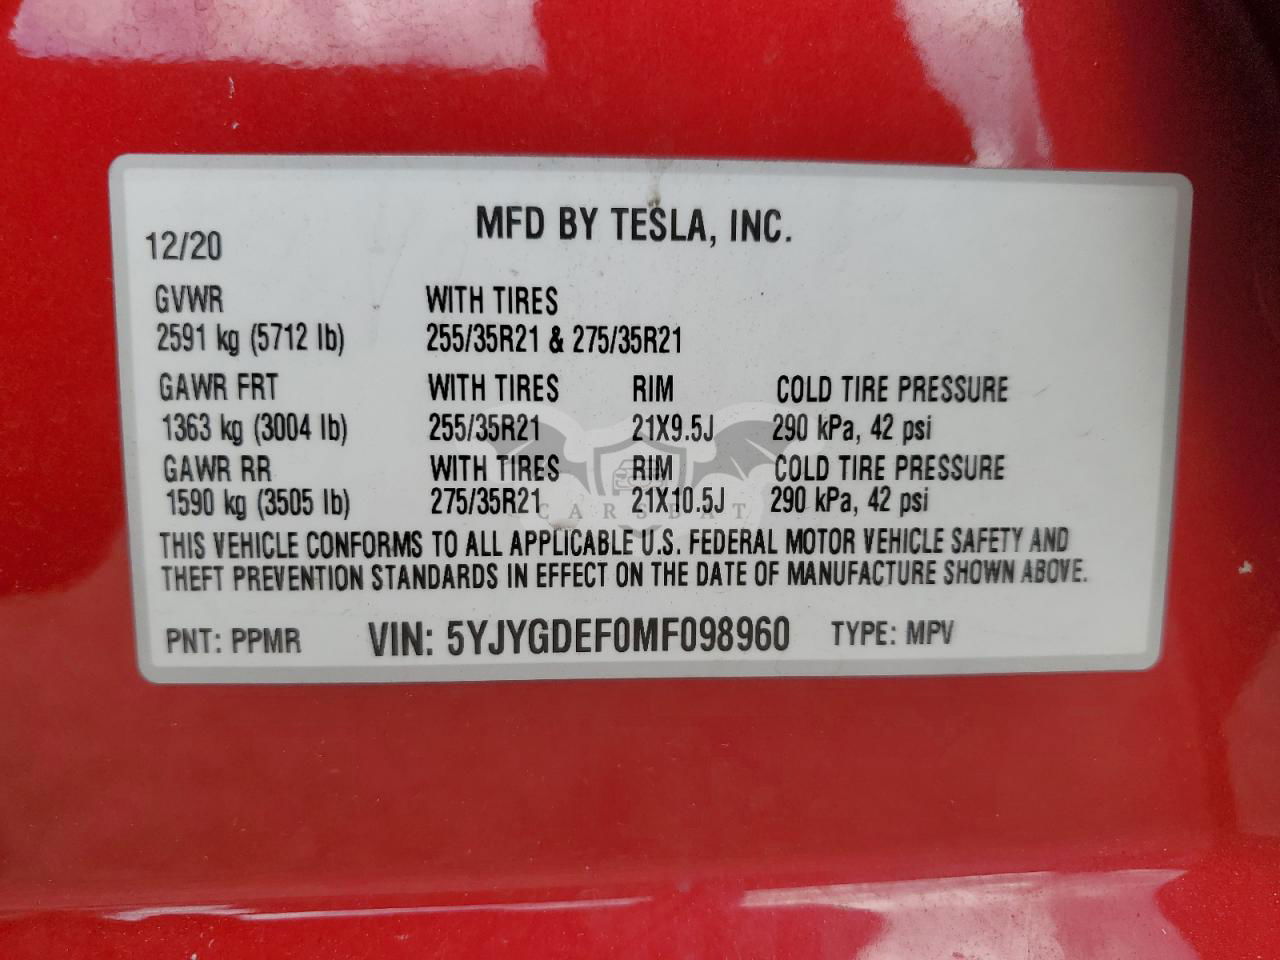 MFD BY TESLA, INC.
12/20
GVWR WITH TIRES
2591 kg (5712 lb) 255/35R21 & 275/35R21
GAWR FRT WITH TIRES RIM COLD TIRE PRESSURE
1363 kg (3004 lb) 255/35R21 21X9.5J 290 kPa, 42 psi
GAWR RR WITH TIRES RIM COLD TIRE PRESSURE
1590 kg (3505 lb) 275/35R21 21X10.5J 290 kPa, 42 psi
CARSBAT
THIS VEHICLE CONFORMS TO ALL APPLICABLE U.S. FEDERAL MOTOR VEHICLE SAFETY AND
THEFT PREVENTION STANDARDS IN EFFECT ON THE DATE OF MANUFACTURE SHOWN ABOVE.
PNT: PPMR VIN: 5YJYGDEF0MF098960 TYPE: MPV